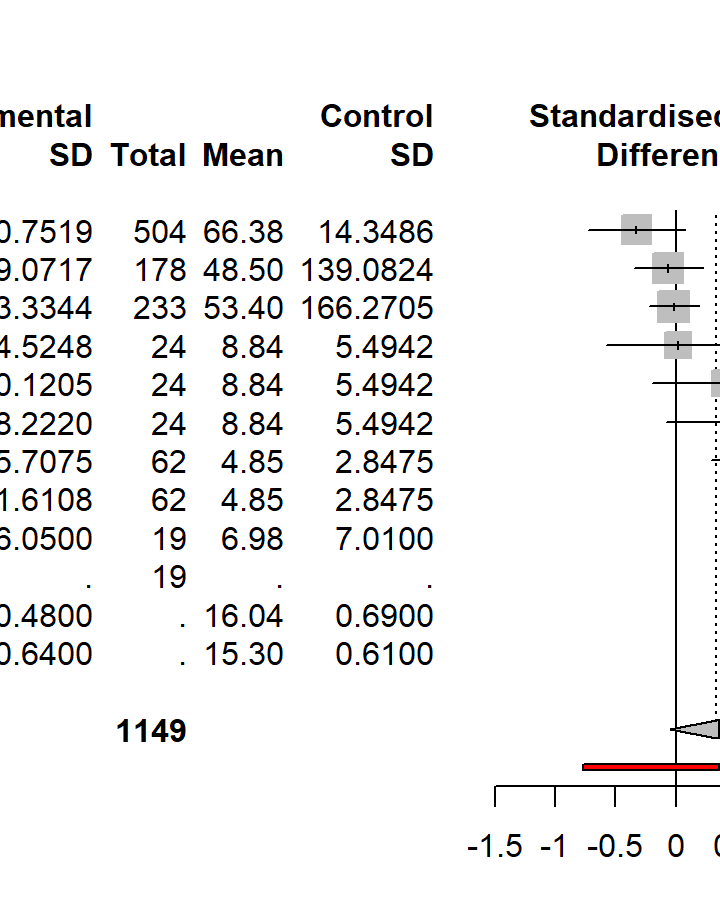 mental Control Standardised
SD Total Mean SD Differen
0.7519 504 66.38 14.3486
9.0717 178 48.50 139.0824
3.3344 233 53.40 166.2705
4.5248 24 8.84 5.4942
0.1205 24 8.84 5.4942
8.2220 24 8.84 5.4942
5.7075 62 4.85 2.8475
1.6108 62 4.85 2.8475
6.0500 19 6.98 7.0100
. 19 . .
0.4800 . 16.04 0.6900
0.6400 . 15.30 0.6100
1149
-1.5 -1 -0.5 0